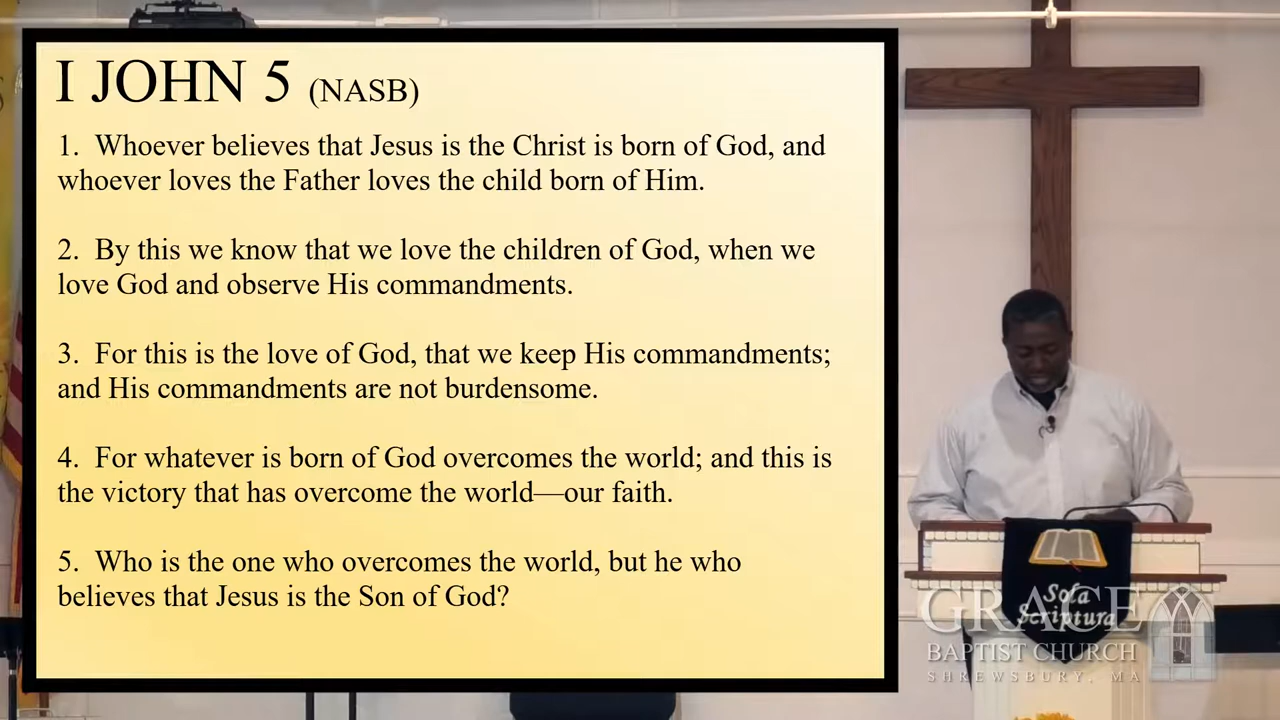 I JOHN 5 (NASB)
1. Whoever believes that Jesus is the Christ is born of God, and
whoever loves the Father loves the child born of Him.
2. By this we know that we love the children of God, when we
love God and observe His commandments.
3. For this is the love of God, that we keep His commandments;
and His commandments are not burdensome.
4. For whatever is born of God overcomes the world; and this is
the victory that has overcome the world—our faith.
5. Who is the one who overcomes the world, but he who
believes that Jesus is the Son of God?
Sola
Scriptura
GRACE
BAPTIST CHURCH
SHREWSBURY, MA